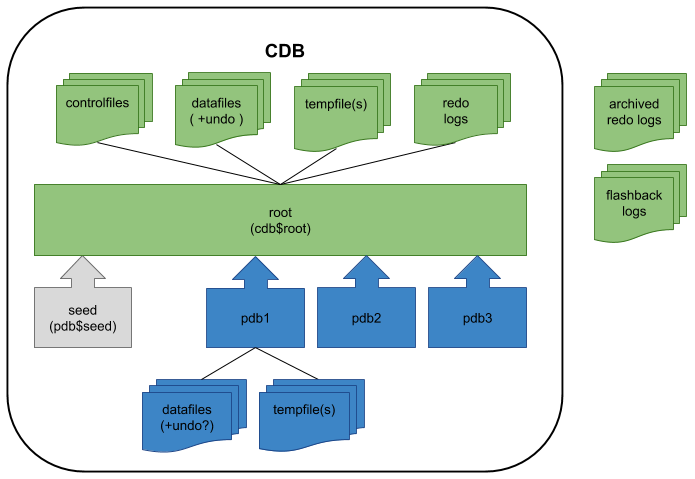 CDB
controlfiles
datafiles
( +undo )
tempfile(s)
redo
logs
archived
redo logs
flashback
logs
root
(cdb$root)
seed
(pdb$seed)
pdb1
pdb2
pdb3
datafiles
(+undo?)
tempfile(s)